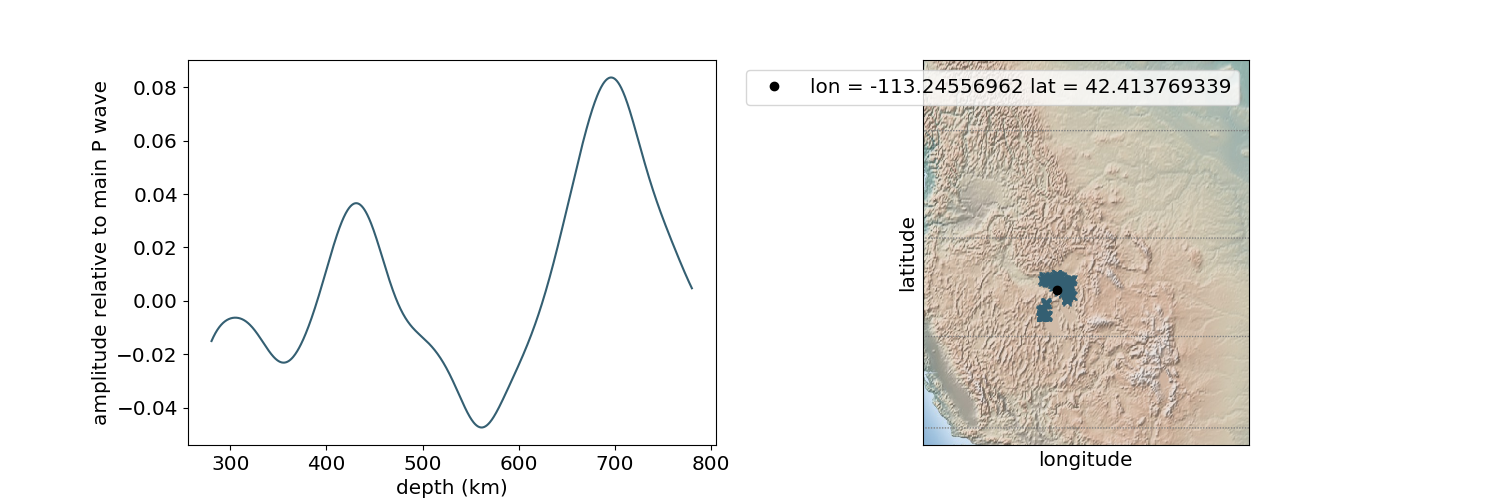 0.08
0.06
0.04
0.02
0.00
−0.02
−0.04
amplitude relative to main P wave
300 400 500 600 700 800
depth (km)
lon = -113.24556962 lat = 42.413769339
latitude
longitude